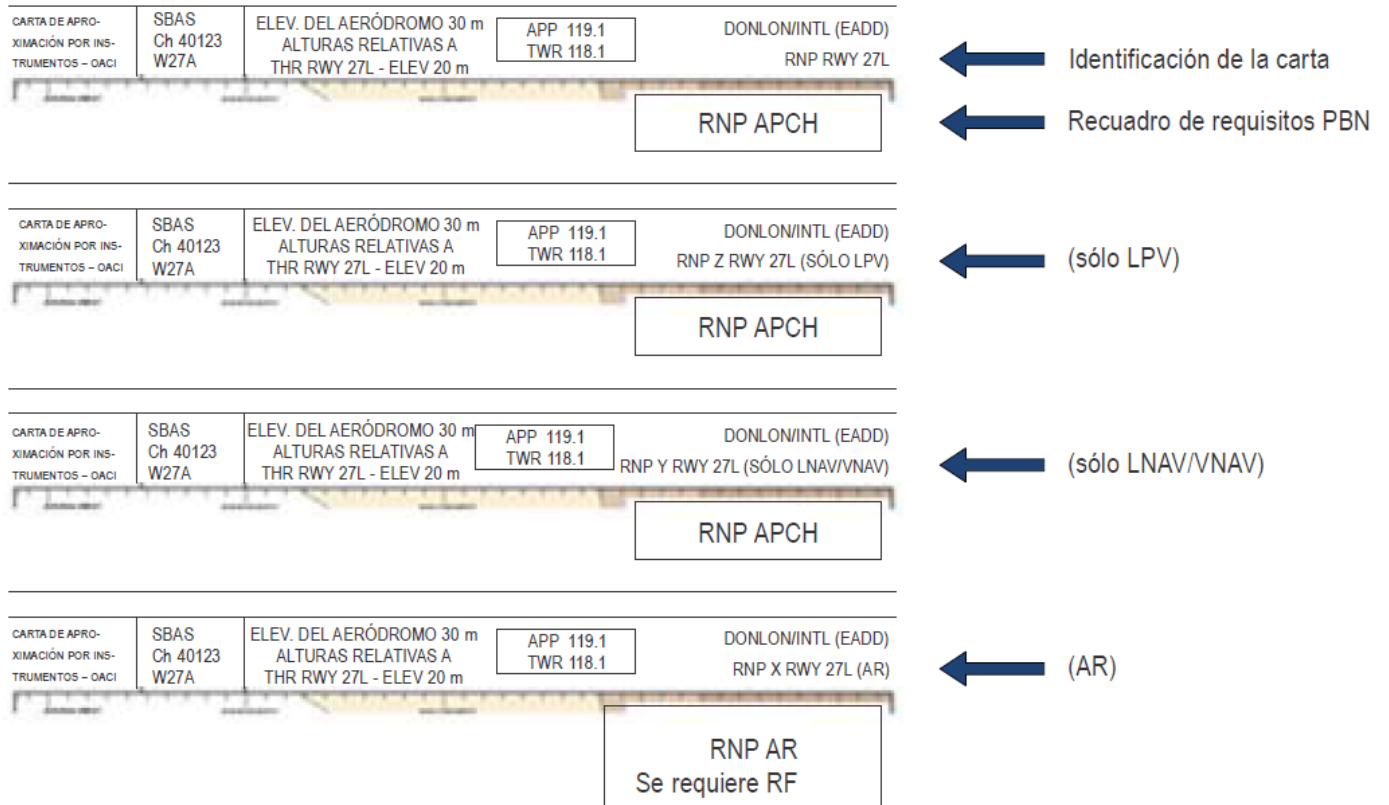 CARTA DE APRO-
XIMACIÓN POR INS-
TRUMENTOS – OACI
SBAS
Ch 40123
W27A
ELEV. DEL AERÓDROMO 30 m
ALTURAS RELATIVAS A
THR RWY 27L - ELEV 20 m
APP 119.1
TWR 118.1
DONLON/INTL (EADD)
RNP RWY 27L
Identificación de la carta
RNP APCH
Recuadro de requisitos PBN
CARTA DE APRO-
XIMACIÓN POR INS-
TRUMENTOS – OACI
SBAS
Ch 40123
W27A
ELEV. DEL AERÓDROMO 30 m
ALTURAS RELATIVAS A
THR RWY 27L - ELEV 20 m
APP 119.1
TWR 118.1
DONLON/INTL (EADD)
RNP Z RWY 27L (SÓLO LPV)
(sólo LPV)
RNP APCH
CARTA DE APRO-
XIMACIÓN POR INS-
TRUMENTOS – OACI
SBAS
Ch 40123
W27A
ELEV. DEL AERÓDROMO 30 m
ALTURAS RELATIVAS A
THR RWY 27L - ELEV 20 m
APP 119.1
TWR 118.1
DONLON/INTL (EADD)
RNP Y RWY 27L (SÓLO LNAV/VNAV)
(sólo LNAV/VNAV)
RNP APCH
CARTA DE APRO-
XIMACIÓN POR INS-
TRUMENTOS – OACI
SBAS
Ch 40123
W27A
ELEV. DEL AERÓDROMO 30 m
ALTURAS RELATIVAS A
THR RWY 27L - ELEV 20 m
APP 119.1
TWR 118.1
DONLON/INTL (EADD)
RNP X RWY 27L (AR)
(AR)
RNP AR
Se requiere RF